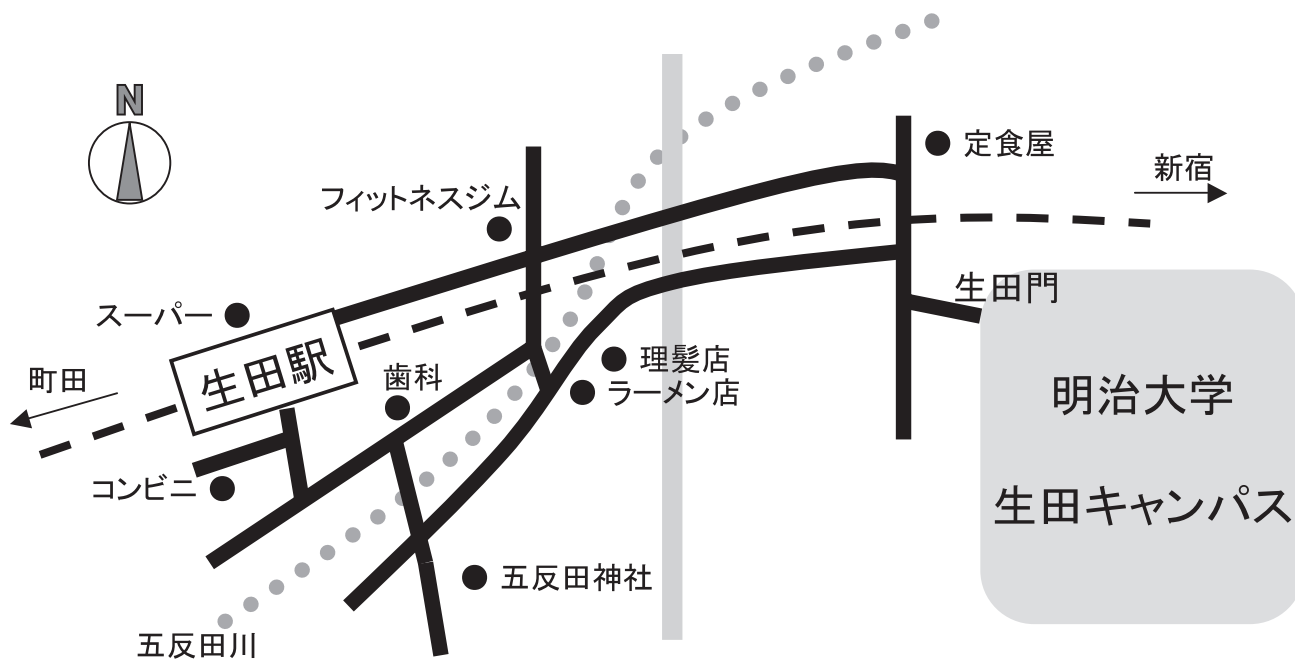 N
定食屋
新宿
フィットネスジム
生田門
スーパー
生田駅
理髪店
町田
歯科
ラーメン店
明治大学
コンビニ
生田キャンパス
五反田神社
五反田川